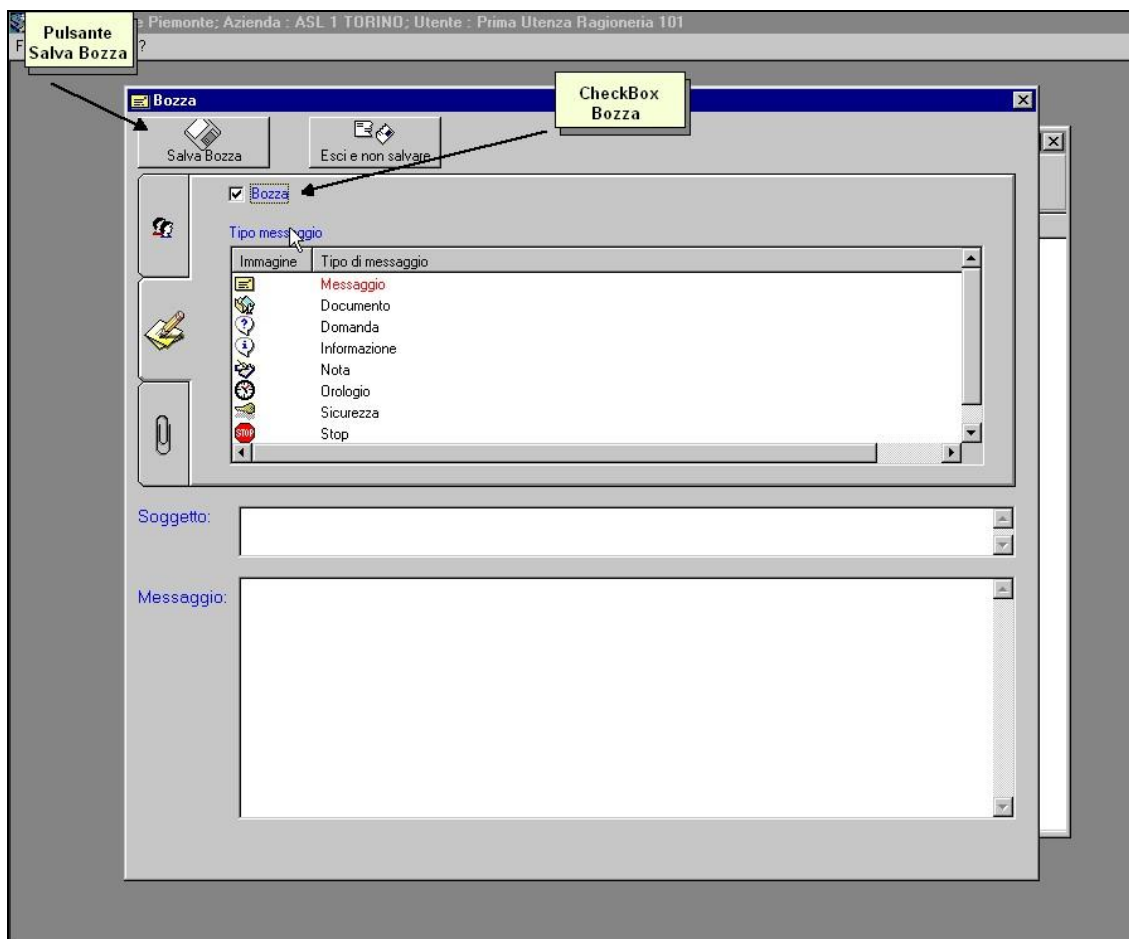 e Piemonte; Azienda : ASL 1 TORINO; Utente : Prima Utenza Ragioneria 101
F ?
Pulsante
Salva Bozza
CheckBox
Bozza
Bozza
Salva Bozza
Esci e non salvare
Bozza
Tipo messaggio
Immagine Tipo di messaggio
Messaggio
Documento
Domanda
Informazione
Nota
Orologio
Sicurezza
STOP Stop
Soggetto:
Messaggio: